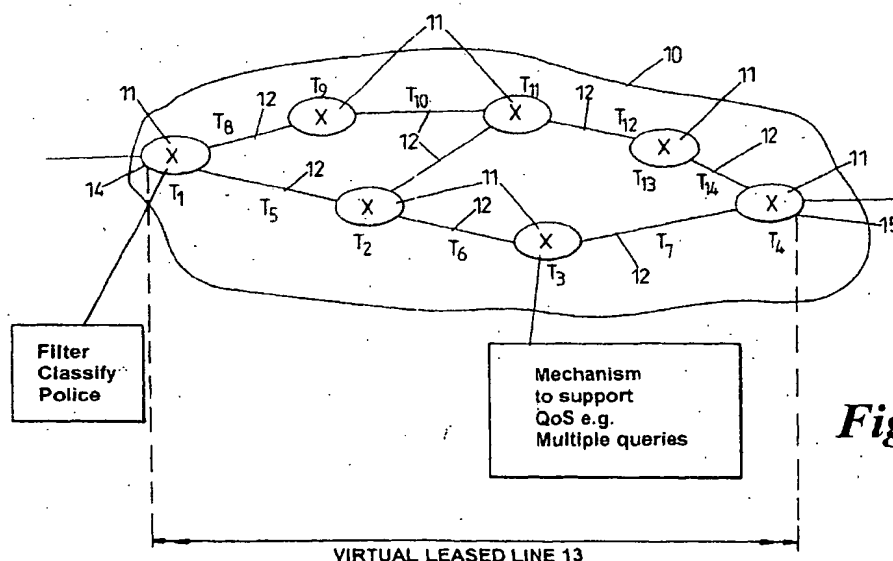 11
10
T9
11
T11
12
T10
12
T12
11
11
T8
12
12
T13
T14
12
11
14
T1
12
11
12
15
T5
T2
T6
T3
T7
12
T4
Filter
Classify
Police
Mechanism
to support
QoS e.g.
Multiple queries
Fig
VIRTUAL LEASED LINE 13